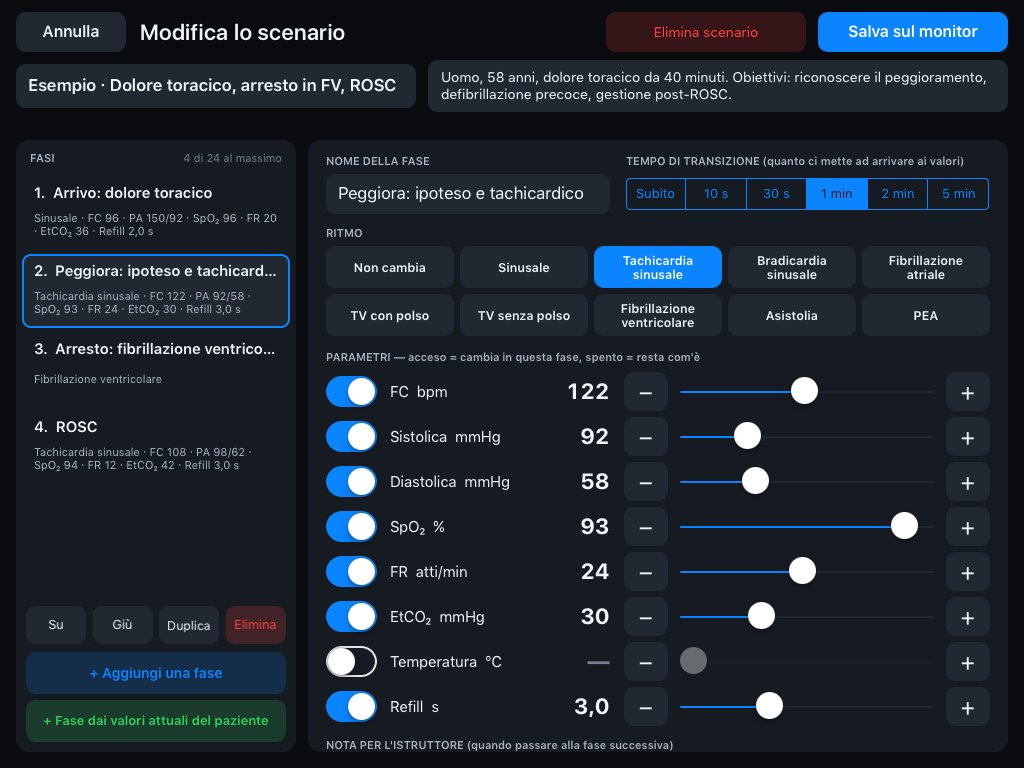 Annulla
Modifica lo scenario
Elimina scenario
Salva sul monitor
Esempio · Dolore toracico, arresto in FV, ROSC
Uomo, 58 anni, dolore toracico da 40 minuti. Obiettivi: riconoscere il peggioramento,
defibrillazione precoce, gestione post-ROSC.
FASI
4 di 24 al massimo
1. Arrivo: dolore toracico
Sinusale · FC 96 · PA 150/92 · SpO₂ 96 · FR 20
· EtCO₂ 36 · Refill 2,0 s
2. Peggiora: ipoteso e tachicard...
Tachicardia sinusale · FC 122 · PA 92/58 ·
SpO₂ 93 · FR 24 · EtCO₂ 30 · Refill 3,0 s
3. Arresto: fibrillazione ventrico...
Fibrillazione ventricolare
4. ROSC
Tachicardia sinusale · FC 108 · PA 98/62 ·
SpO₂ 94 · FR 12 · EtCO₂ 42 · Refill 3,0 s
Su
Giù
Duplica
Elimina
+ Aggiungi una fase
+ Fase dai valori attuali del paziente
NOME DELLA FASE
Peggiora: ipoteso e tachicardico
TEMPO DI TRANSIZIONE (quanto ci mette ad arrivare ai valori)
Subito
10 s
30 s
1 min
2 min
5 min
RITMO
Non cambia
Sinusale
Tachicardia
sinusale
Bradicardia
sinusale
Fibrillazione
atriale
TV con polso
TV senza polso
Fibrillazione
ventricolare
Asistolia
PEA
PARAMETRI — acceso = cambia in questa fase, spento = resta com'è
FC bpm 122 − +
Sistolica mmHg 92 − +
Diastolica mmHg 58 − +
SpO₂ % 93 − +
FR atti/min 24 − +
EtCO₂ mmHg 30 − +
Temperatura °C — − +
Refill s 3,0 − +
NOTA PER L'ISTRUTTORE (quando passare alla fase successiva)